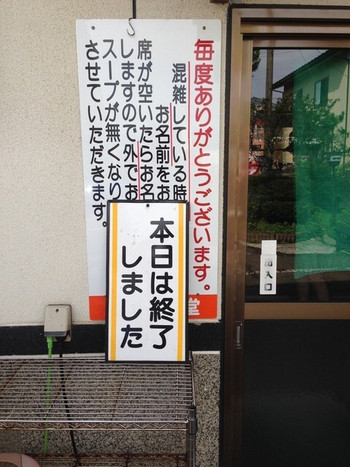 毎度ありがとうございます。
混雑している時
お名前をお
席が空いたらお名
しますので外でお
スープが無くなり
させていただきます。
堂
本日は終了
しました
出入口